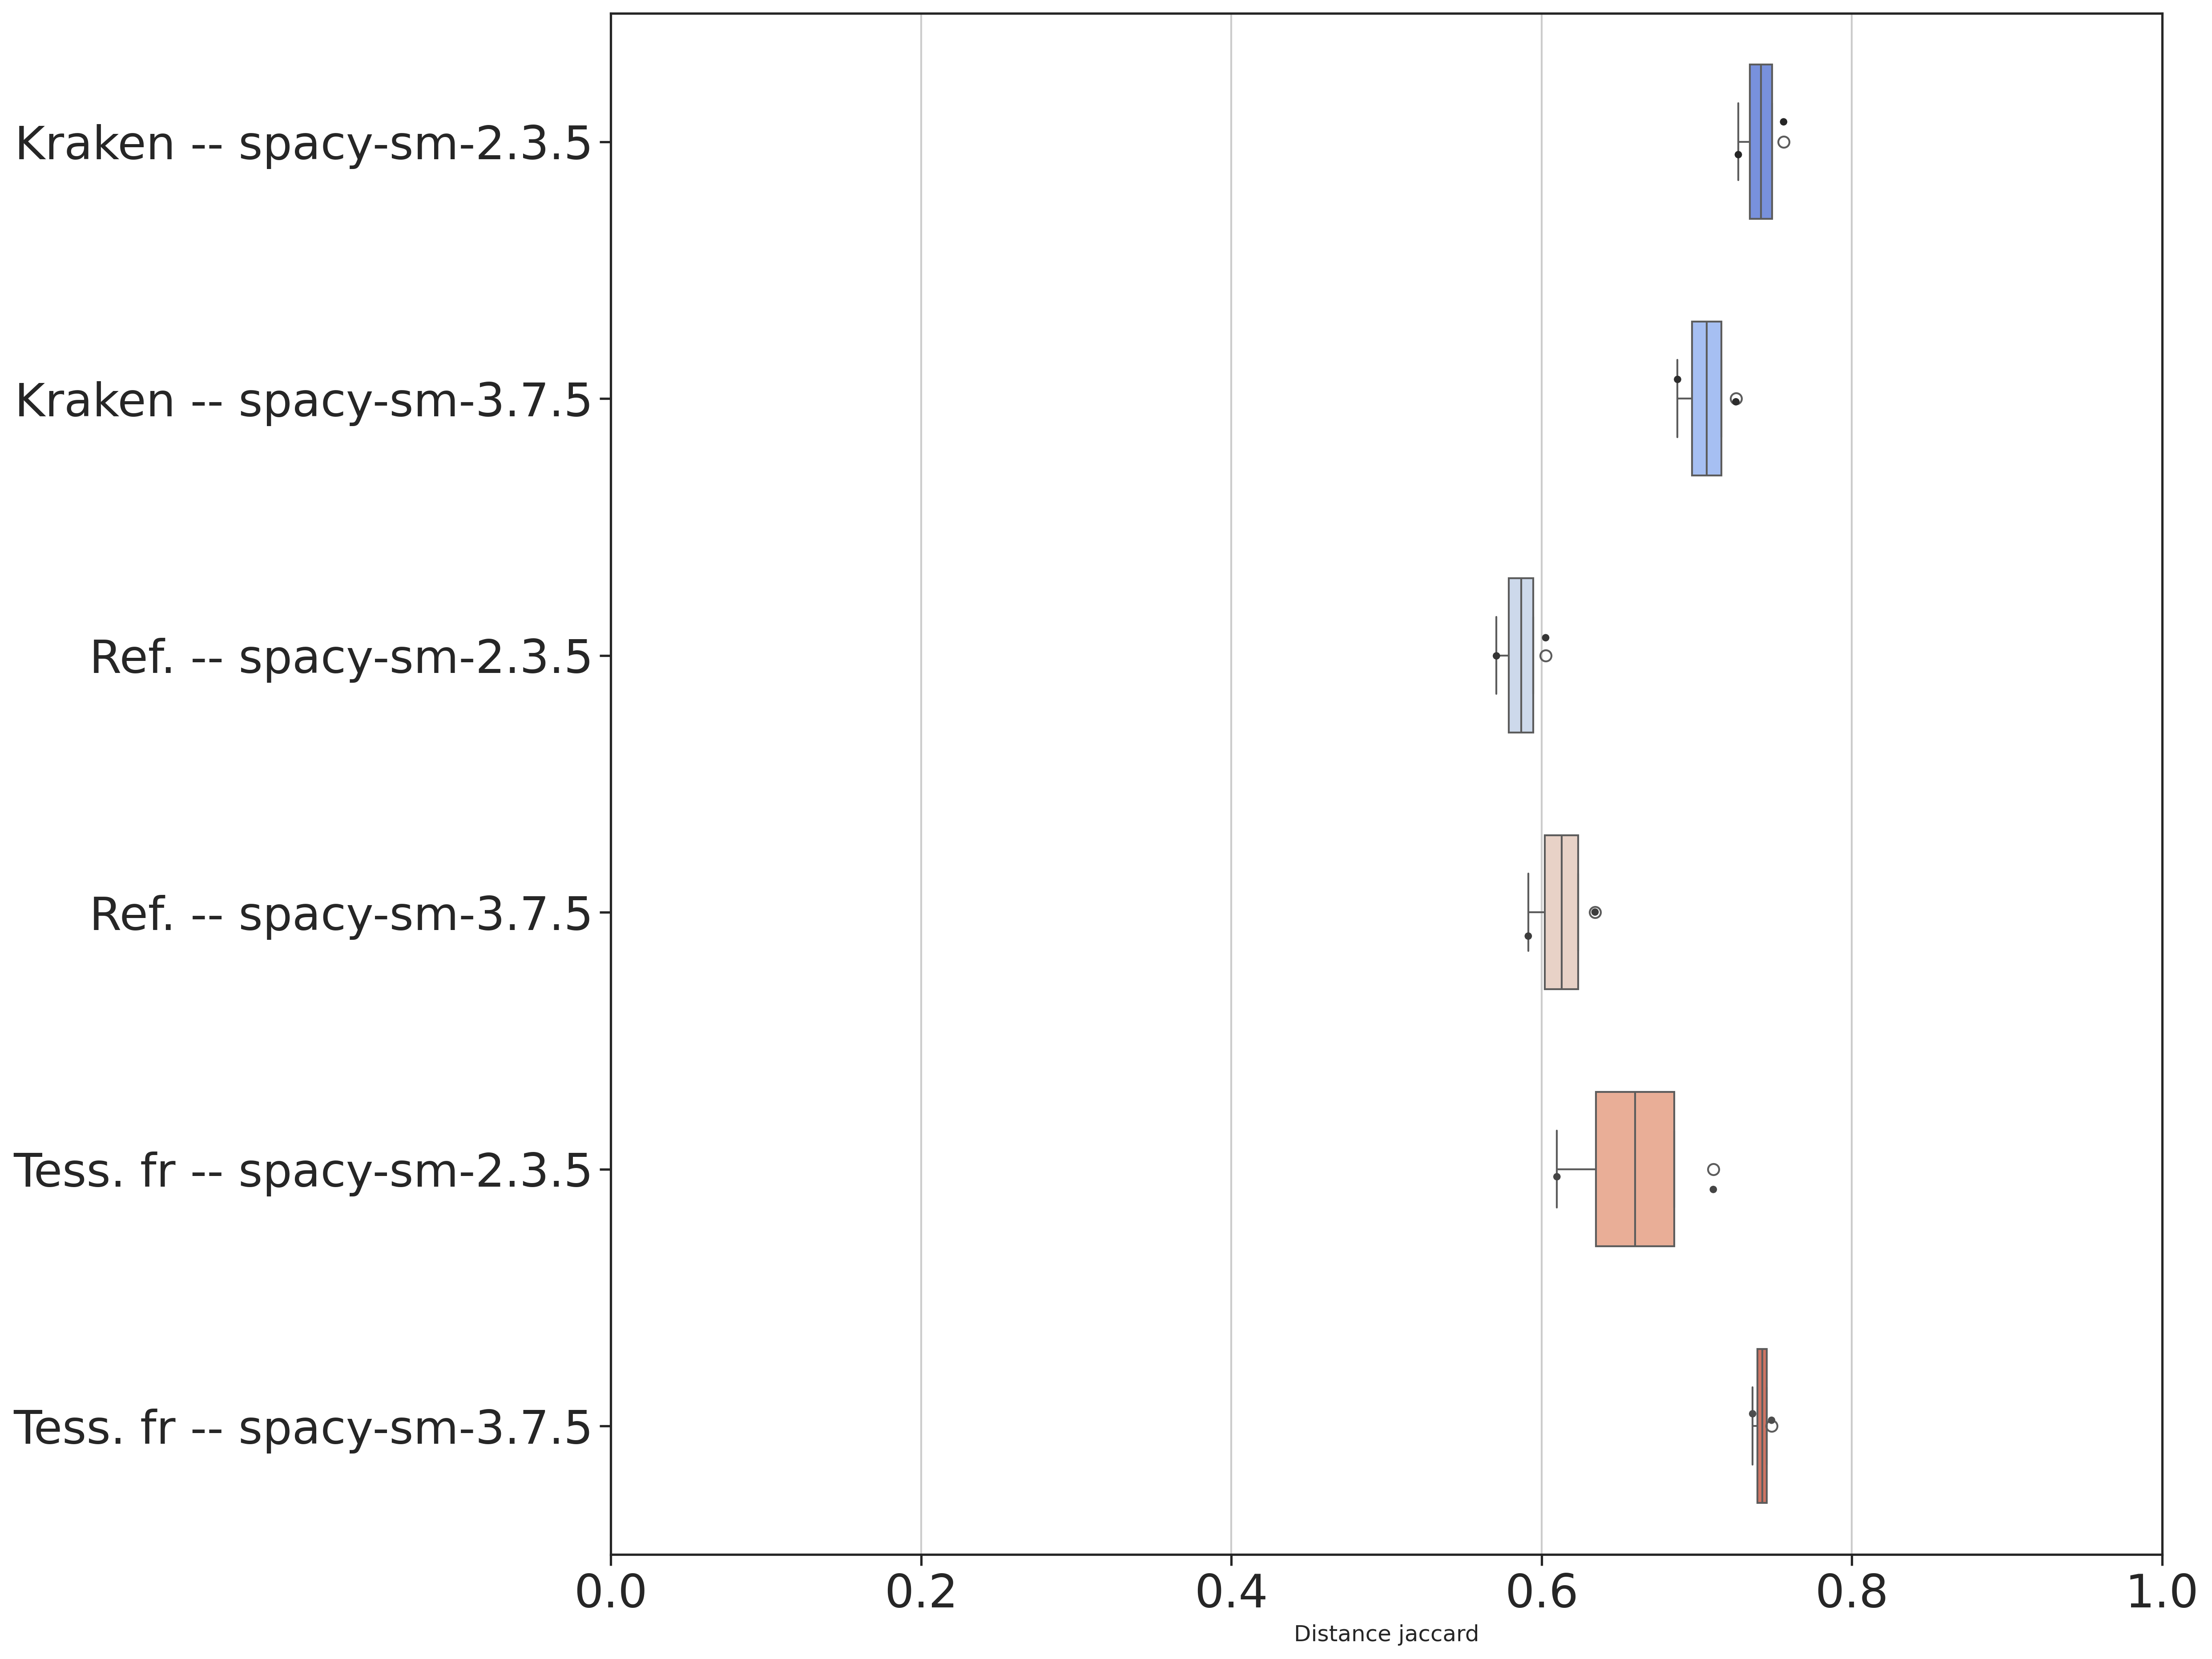 Kraken -- spacy-sm-2.3.5
Kraken -- spacy-sm-3.7.5
Ref. -- spacy-sm-2.3.5
Ref. -- spacy-sm-3.7.5
Tess. fr -- spacy-sm-2.3.5
Tess. fr -- spacy-sm-3.7.5
0.0 0.2 0.4 0.6 0.8 1.0
Distance jaccard